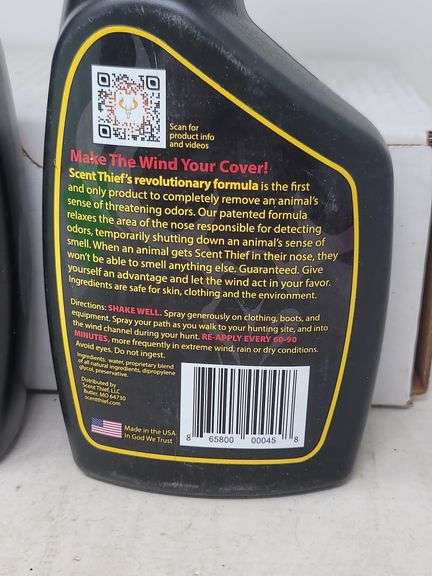 Scan for
product info
and videos
Make The Wind Your Cover!
Scent Thief's revolutionary formula is the first
and only product to completely remove an animal's
sense of threatening odors. Our patented formula
relaxes the area of the nose responsible for detecting
odors, temporarily shutting down an animal's sense of
smell. When an animal gets Scent Thief in their nose, they
won't be able to smell anything else. Guaranteed. Give
yourself an advantage and let the wind act in your favor.
Ingredients are safe for skin, clothing and the environment.
Directions: SHAKE WELL. Spray generously on clothing, boots, and
equipment. Spray your path as you walk to your hunting site, and into
the wind channel during your hunt. RE-APPLY EVERY 60-90
MINUTES, more frequently in extreme wind, rain or dry conditions.
Avoid eyes. Do not ingest.
Ingredients: water, proprietary blend
of all natural ingredients, dipropylene
glycol, preservative.
Distributed by
Scent Thief, LLC
Butler, MO 64730
scentthief.com
Made in the USA
In God We Trust
8 65800 00045 8